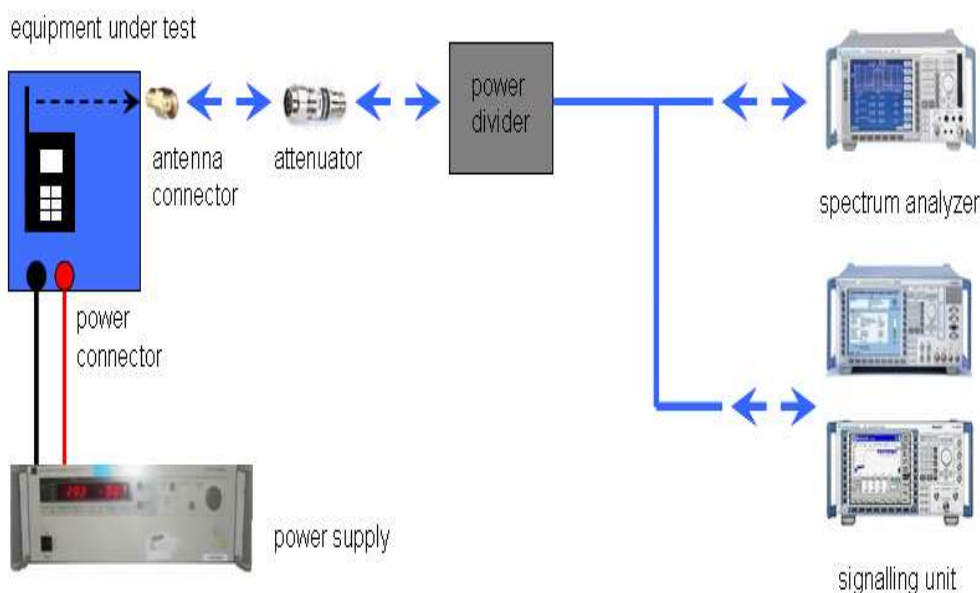 equipment under test
power
divider
antenna
connector
attenuator
spectrum analyzer
power
connector
power supply
signalling unit